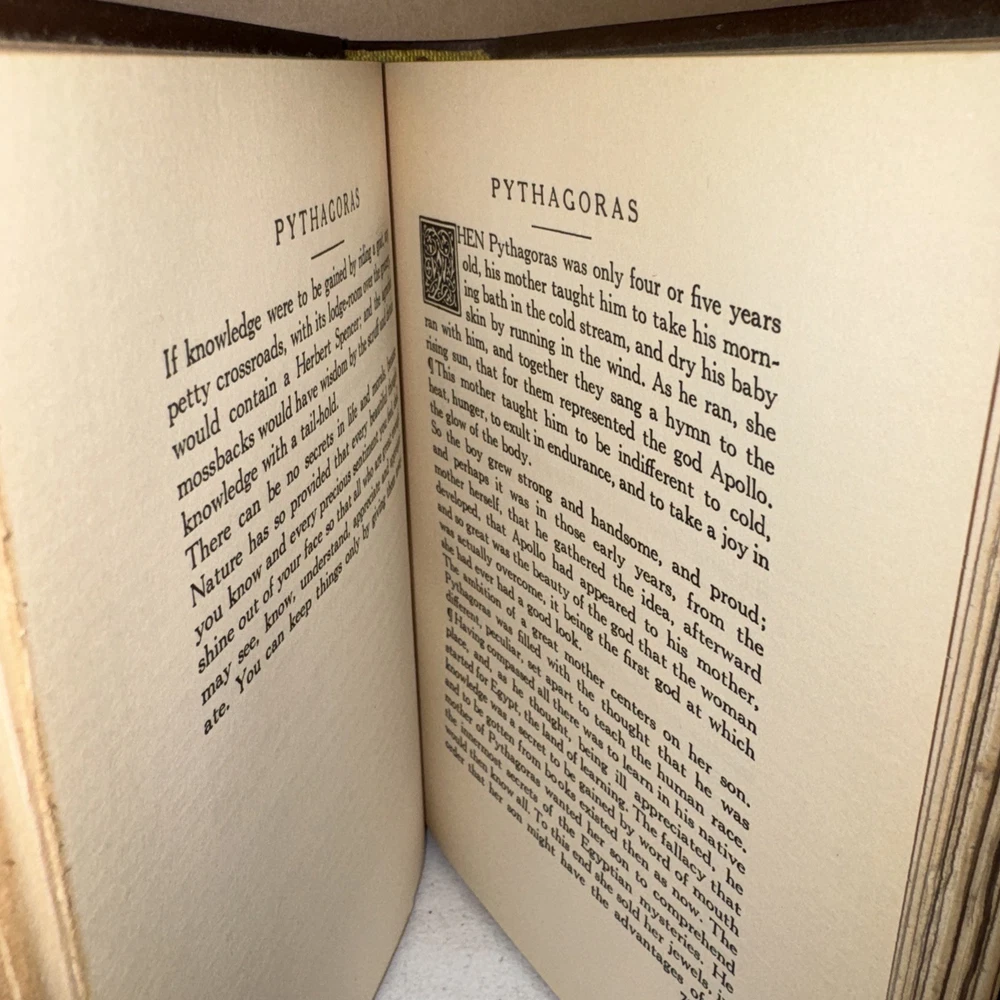 PYTHAGORAS
If knowledge were to be gained by riding a goat, any
petty crossroads, with its lodge-room over the grocery,
would contain a Herbert Spencer; and the agrarian
mossbacks would have wisdom by the scruff and
knowledge with a tail-hold.
There can be no secrets in life and morals, because
Nature has so provided that every beautiful thought
you know and every precious sentiment you feel, shall
shine out of your face so that all who are great enough
may see, know, understand, appreciate and appropri-
ate. You can keep things only by giving them away.
PYTHAGORAS
WHEN Pythagoras was only four or five years
old, his mother taught him to take his morn-
ing bath in the cold stream, and dry his baby
skin by running in the wind. As he ran, she
ran with him, and together they sang a hymn to the
rising sun, that for them represented the god Apollo.
¶ This mother taught him to be indifferent to cold,
heat, hunger, to exult in endurance, and to take a joy in
the glow of the body.
So the boy grew strong and handsome, and proud;
and perhaps it was in those early years, from the
mother herself, that he gathered the idea, afterward
developed, that Apollo had appeared to his mother,
and so great was the beauty of the god that the woman
was actually overcome, it being the first god at which
she had ever had a good look.
The ambition of a great mother centers on her son.
Pythagoras was filled with the thought that he was
different, peculiar, set apart to teach the human race.
¶ Having compassed all there was to learn in his native
place, and, as he thought, being ill appreciated, he
started for Egypt, the land of learning. The fallacy that
knowledge was a secret to be gained by word of mouth
and to be gotten from books existed then as now. The
mother of Pythagoras wanted her son to comprehend
the innermost secrets of the Egyptian mysteries. He
would then know all. To this end she sold her jewels, in
order that her son might have the advantages of